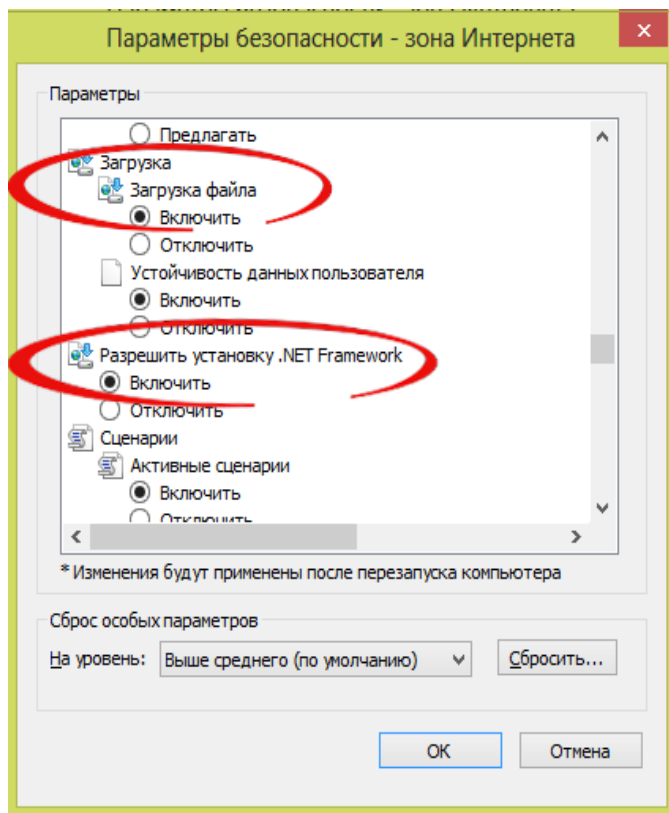 Параметры безопасности - зона Интернета
Параметры
Предлагать
Загрузка
Загрузка файла
Включить
Отключить
Устойчивость данных пользователя
Включить
Отключить
Разрешить установку .NET Framework
Включить
Отключить
Сценарии
Активные сценарии
Включить
Отключить
* Изменения будут применены после перезапуска компьютера
Сброс особых параметров
На уровень: Выше среднего (по умолчанию) Сбросить...
ОК Отмена